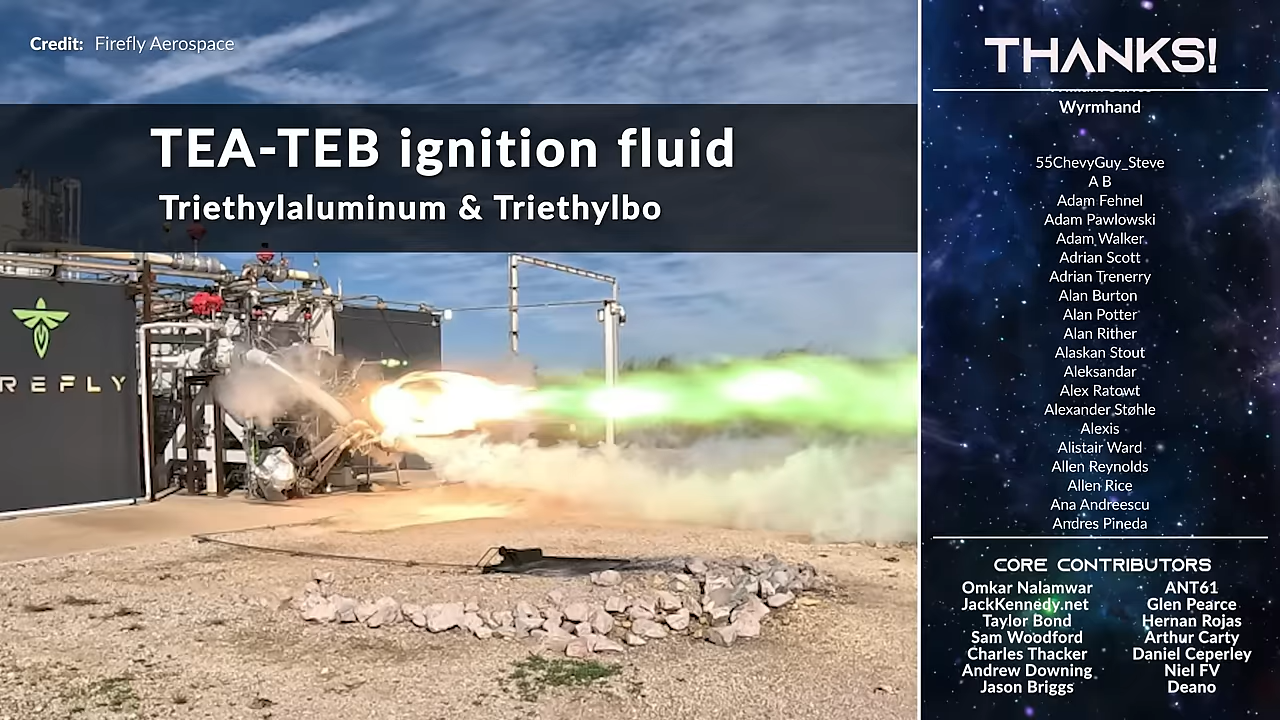 Credit: Firefly Aerospace
TEA-TEB ignition fluid
Triethylaluminum & Triethylbo
REFLY
THANKS!
Wyrmhand
55ChevyGuy_Steve
A B
Adam Fehnel
Adam Pawlowski
Adam Walker
Adrian Scott
Adrian Trenerry
Alan Burton
Alan Potter
Alan Rither
Alaskan Stout
Aleksandar
Alex Ratowt
Alexander Støhle
Alexis
Alistair Ward
Allen Reynolds
Allen Rice
Ana Andreescu
Andres Pineda
CORE CONTRIBUTORS
Omkar Nalamwar
JackKennedy.net
Taylor Bond
Sam Woodford
Charles Thacker
Andrew Downing
Jason Briggs
ANT61
Glen Pearce
Hernan Rojas
Arthur Carty
Daniel Ceperley
Niel FV
Deano